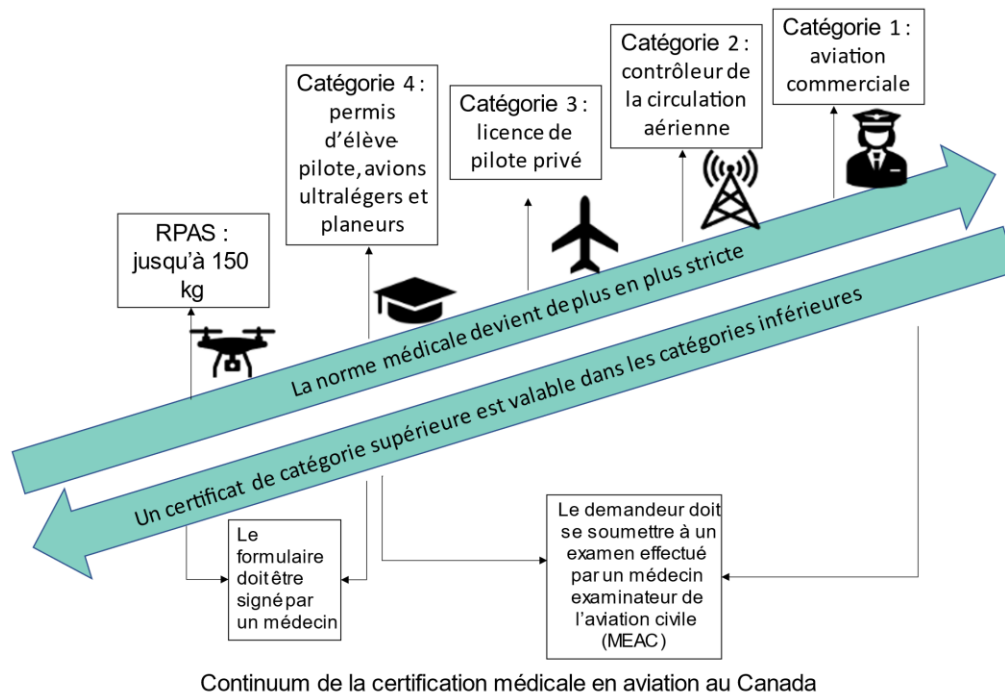 RPAS :
jusqu'à 150
kg
Catégorie 4 :
permis
d'élève-
pilote, avions
ultralégers et
planeurs
Catégorie 3 :
licence de
pilote privé
Catégorie 2 :
contrôleur de
la circulation
aérienne
Catégorie 1 :
aviation
commerciale
La norme médicale devient de plus en plus stricte
Un certificat de catégorie supérieure est valable dans les catégories inférieures
Le
formulaire
doit être
signé par
un médecin
Le demandeur doit
se soumettre à un
examen effectué
par un médecin
examinateur de
l'aviation civile
(MEAC)
Continuum de la certification médicale en aviation au Canada